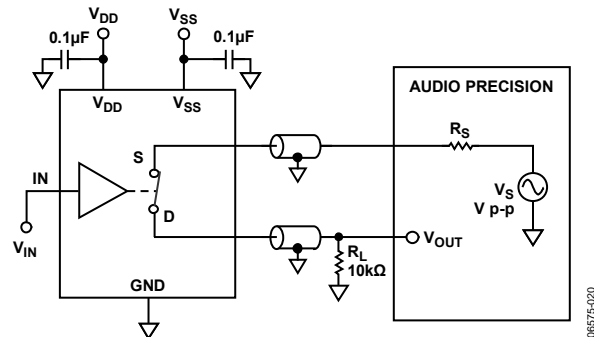 VDD
VSS
0.1µF
0.1µF
VDD
VSS
AUDIO PRECISION
RS
S
IN
VS
V p-p
D
VIN
VOUT
RL
10kΩ
GND
06575-020